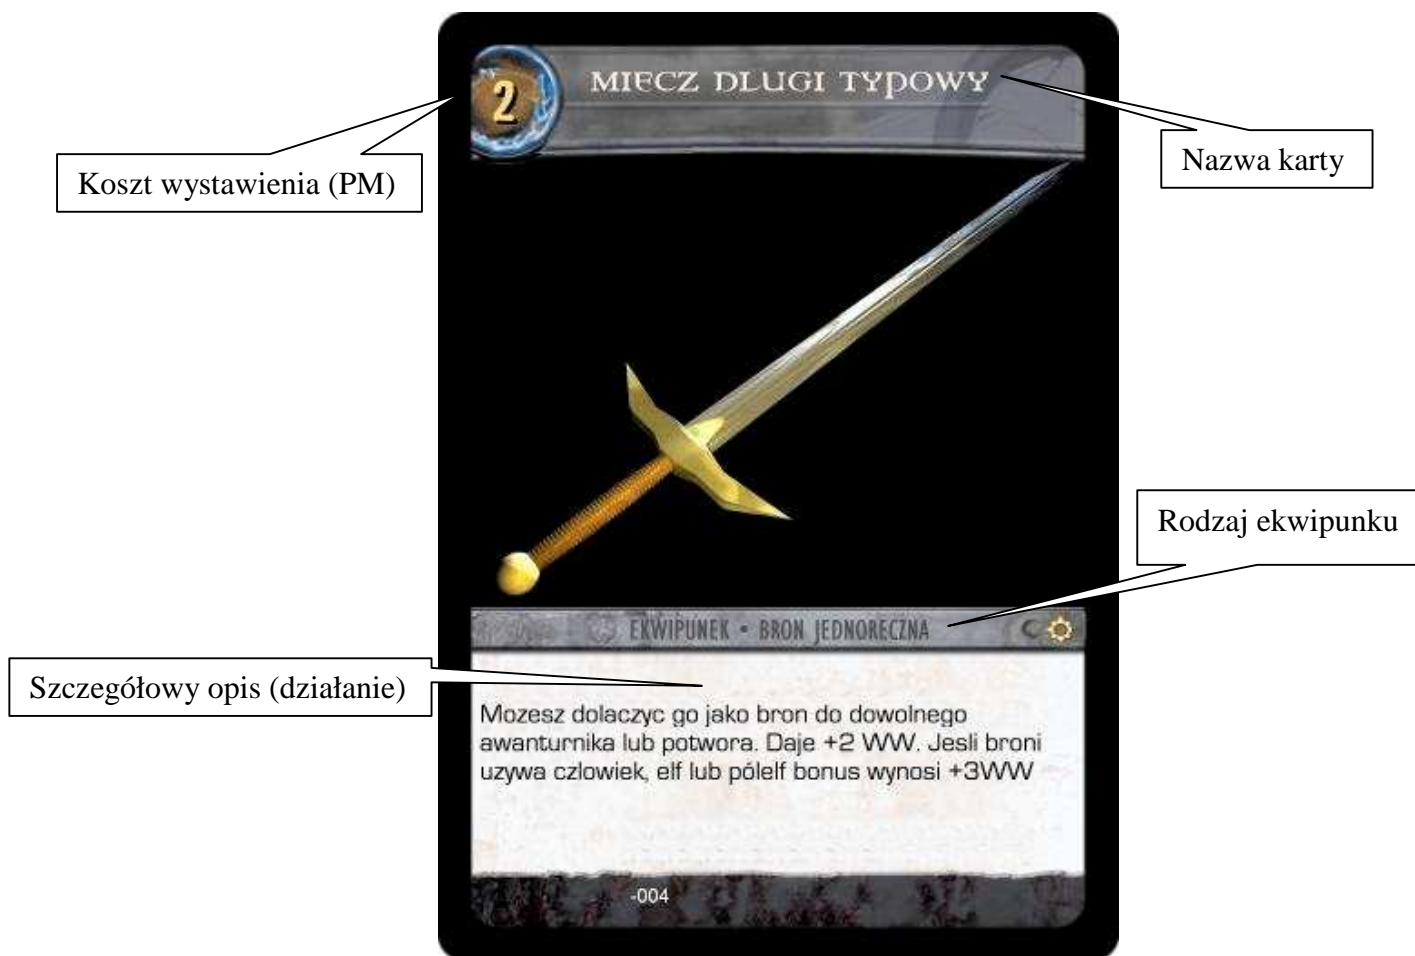 2
MIECZ DLUGI TYPOWY
Koszt wystawienia (PM)
Nazwa karty
Rodzaj ekwipunku
EKWIPUNEK • BRON JEDNORECZNA
Szczegółowy opis (działanie)
Mozesz dolaczyc go jako bron do dowolnego
awanturnika lub potwora. Daje +2 WW. Jesli broni
uzywa czlowiek, elf lub pólelf bonus wynosi +3WW
-004